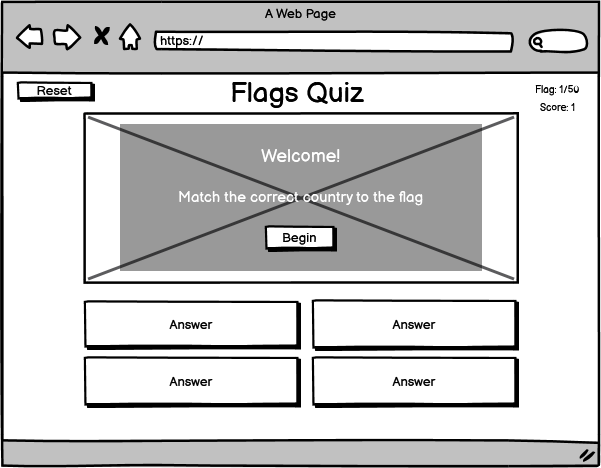 A Web Page
https://
Reset
Flags Quiz
Flag: 1/50
Score: 1
Welcome!
Match the correct country to the flag
Begin
Answer
Answer
Answer
Answer